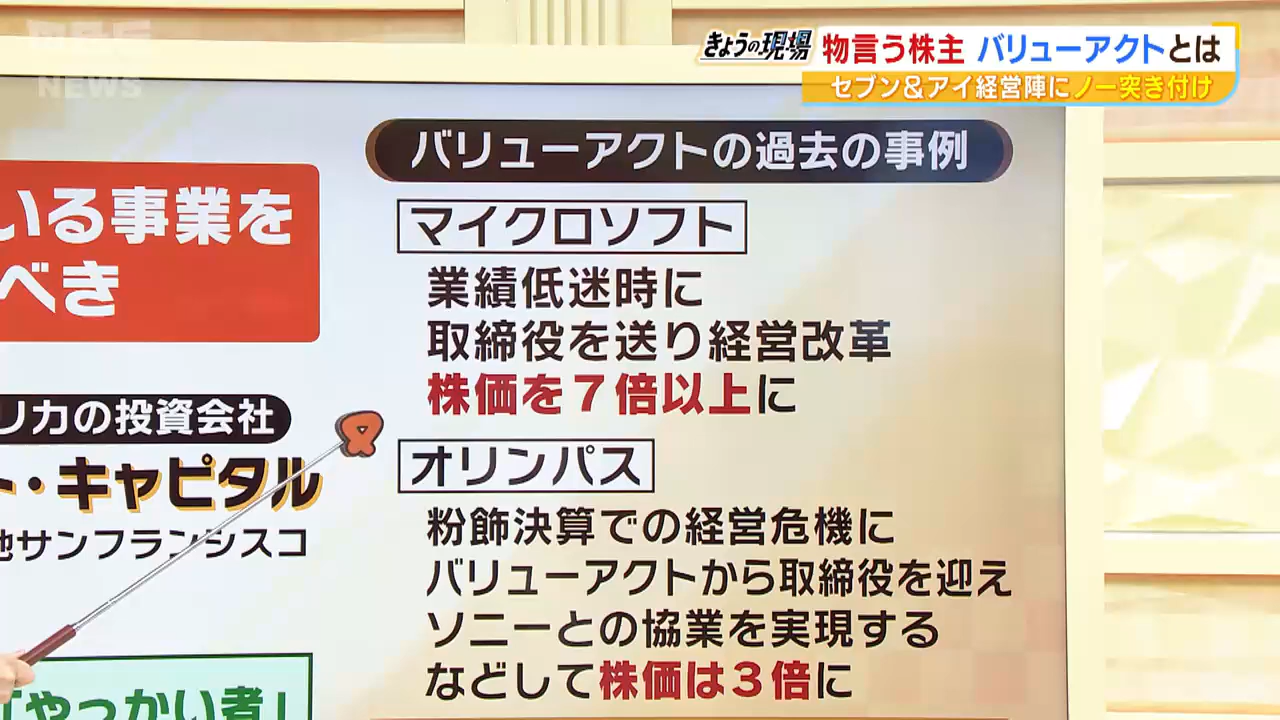 NEWS
きょうの現場
物言う株主 バリューアクトとは
セブン&アイ経営陣にノー突き付け
いる事業を
べき
リカの投資会社
ト・キャピタル
地サンフランシスコ
「やっかい者」
バリューアクトの過去の事例
マイクロソフト
業績低迷時に
取締役を送り経営改革
株価を7倍以上に
オリンパス
粉飾決算での経営危機に
バリューアクトから取締役を迎え
ソニーとの協業を実現する
などして株価は3倍に